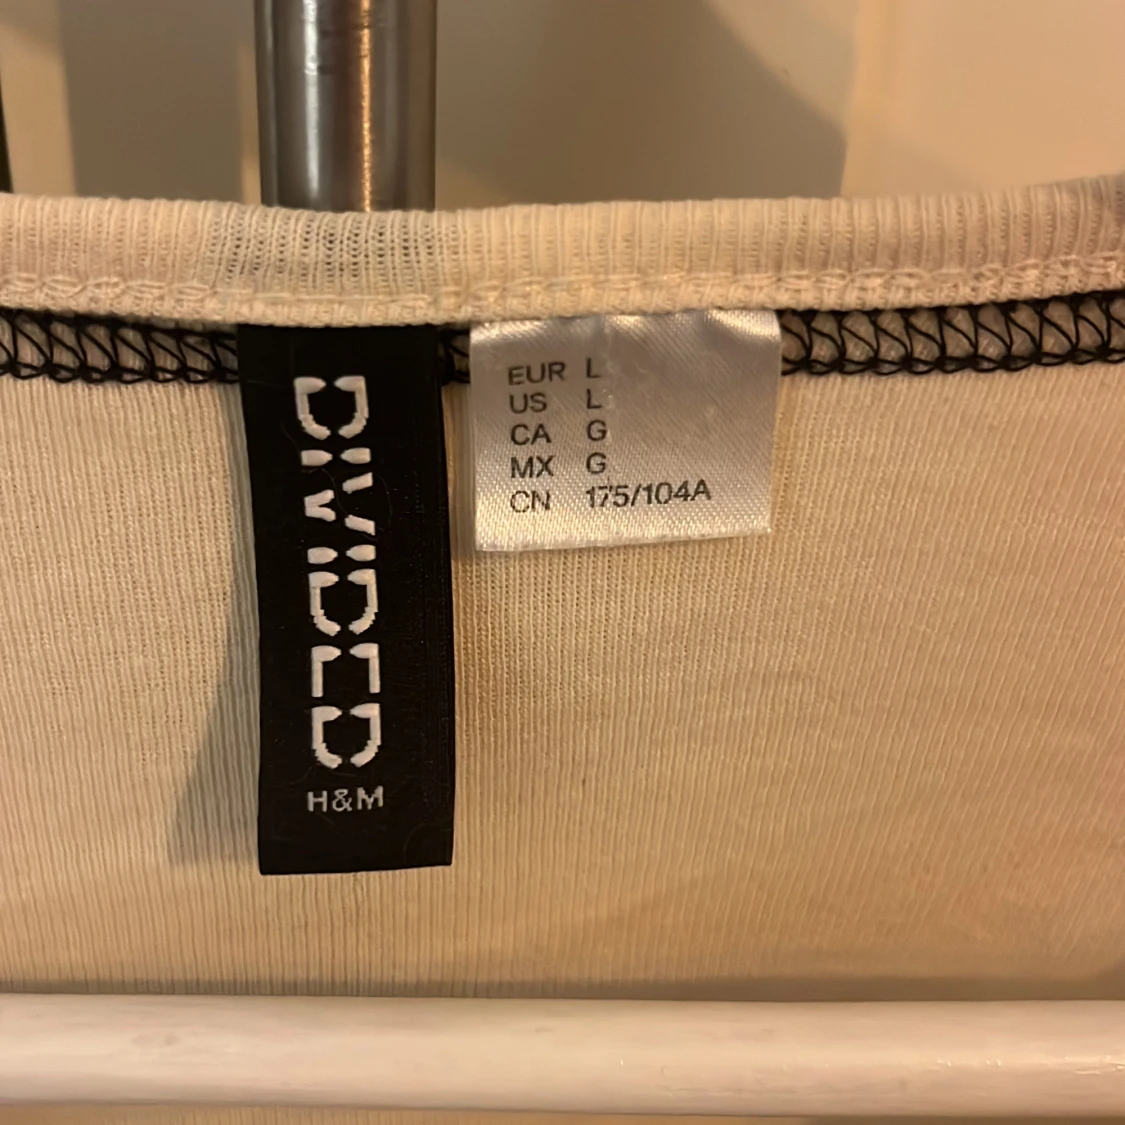 DIVIDED
H&M
EUR L
US L
CA G
MX G
CN 175/104A